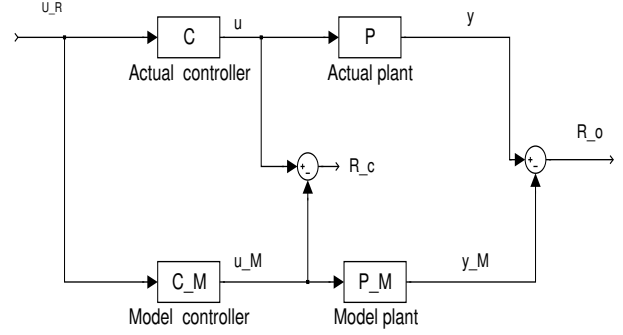 U_R
C
u
P
y
Actual controller
Actual plant
R_c
R_o
C_M
u_M
P_M
y_M
Model controller
Model plant